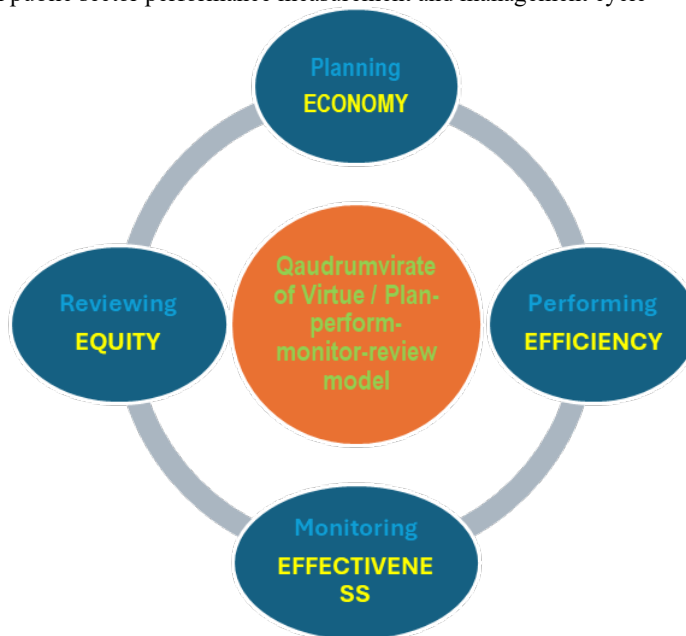 public sector performance measurement and management cycle
Planning
ECONOMY
Qaudrumvirate
of Virtue / Plan-
perform-
monitor-review
model
Reviewing
EQUITY
Performing
EFFICIENCY
Monitoring
EFFECTIVENE
SS